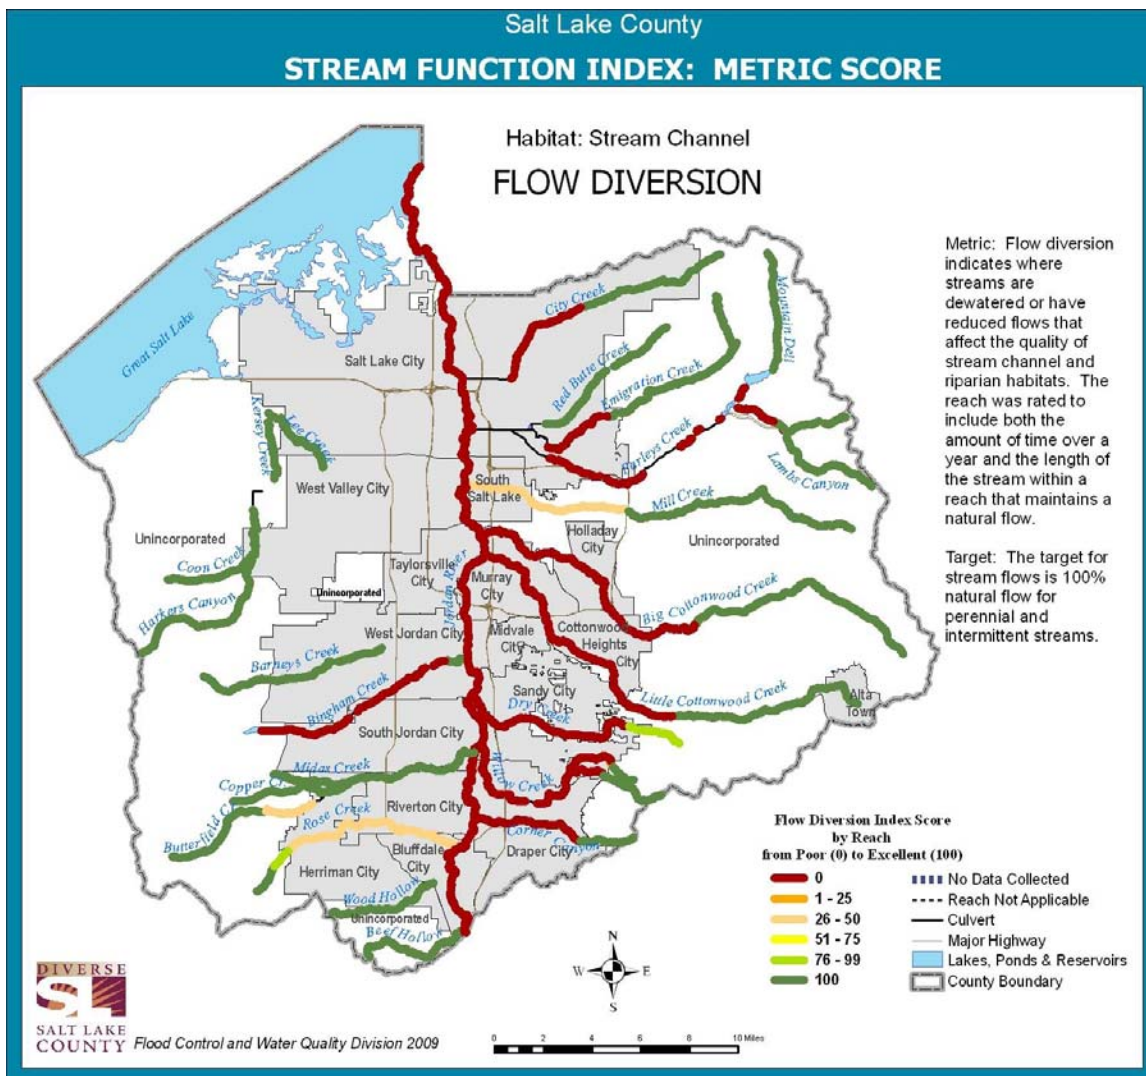 Salt Lake County
STREAM FUNCTION INDEX: METRIC SCORE
Habitat: Stream Channel
FLOW DIVERSION
Metric: Flow diversion
indicates where
streams are
dewatered or have
reduced flows that
affect the quality of
stream channel and
riparian habitats. The
reach was rated to
include both the
amount of time over a
year and the length of
the stream within a
reach that maintains a
natural flow.
Target: The target for
stream flows is 100%
natural flow for
perennial and
intermittent streams.
Great Salt Lake
City Creek
Mountain Dell
Salt Lake City
Red Butte Creek
Emigration Creek
Kersey Creek
Lee Creek
Parleys Creek
Lambs Canyon
West Valley City
South
Salt Lake
Mill Creek
Unincorporated
Holladay
City
Unincorporated
Coon Creek
Taylorsville
City
Jordan River
Murray
City
Unincorporated
Harkers Canyon
Big Cottonwood Creek
West Jordan City
Midvale
City
Cottonwood
Heights
City
Barneys Creek
Sandy City
Little Cottonwood Creek
Alta
Town
Bingham Creek
Dry Creek
South Jordan City
Midas Creek
Willow Creek
Copper
Butterfield
Riverton City
Rose Creek
Corner
Canyon
Bluffdale
City
Draper City
Herriman City
Wood Hollow
Unincorporated
Beef Hollow
Flow Diversion Index Score
by Reach
from Poor (0) to Excellent (100)
0
1 - 25
26 - 50
51 - 75
76 - 99
100
No Data Collected
Reach Not Applicable
Culvert
Major Highway
Lakes, Ponds & Reservoirs
County Boundary
N
W E
S
DIVERSE
SL
SALT LAKE
COUNTY
Flood Control and Water Quality Division 2009
0 2 4 6 8 10 Miles